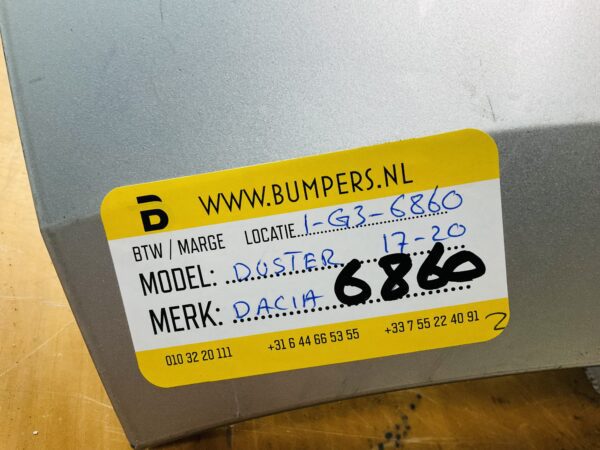 B WWW.BUMPERS.NL
BTW / MARGE LOCATIE 1-G3-6860
MODEL: DUSTER 17-20
MERK: DACIA 6860
010 32 20 111 +31 6 44 66 53 55 +33 7 55 22 40 91 2